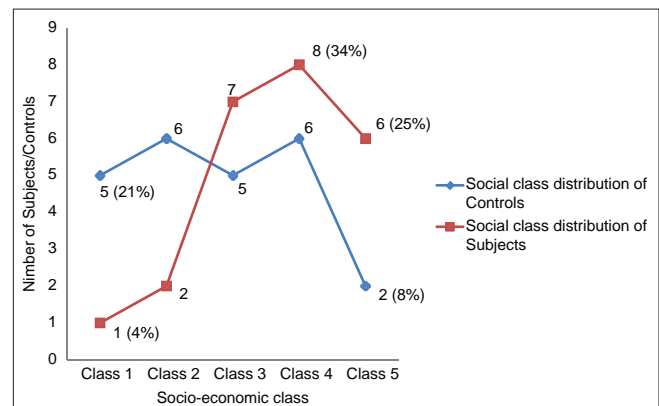 9
8
7
6
5
4
3
2
1
0
Nimber of Subjects/Controls
5 (21%)
6
5
6
2 (8%)
1 (4%)
2
7
8 (34%)
6 (25%)
Class 1 Class 2 Class 3 Class 4 Class 5
Socio-economic class
Social class distribution of
Controls
Social class distribution of
Subjects